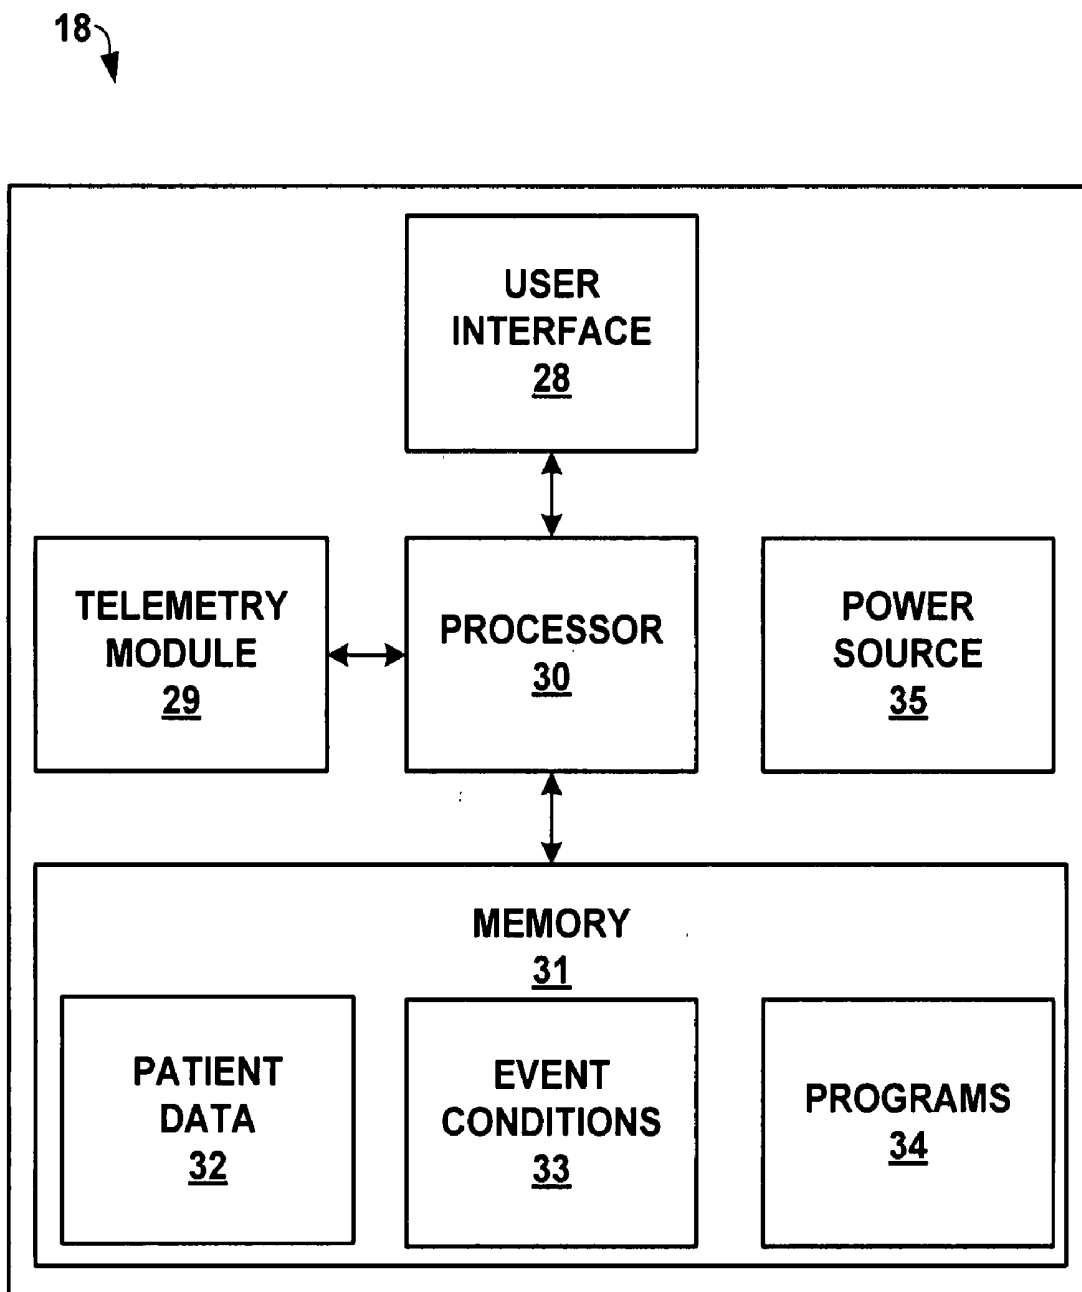 18
USER
INTERFACE
28
TELEMETRY
MODULE
29
PROCESSOR
30
POWER
SOURCE
35
MEMORY
31
PATIENT
DATA
32
EVENT
CONDITIONS
33
PROGRAMS
34